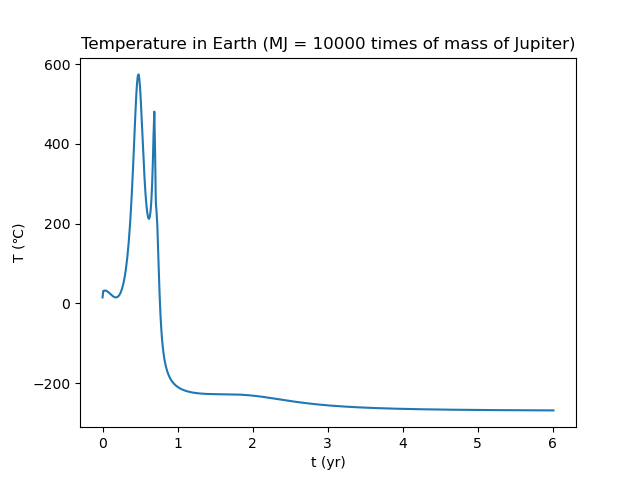 Temperature in Earth (MJ = 10000 times of mass of Jupiter)
600
400
200
0
−200
T (℃)
0 1 2 3 4 5 6
t (yr)